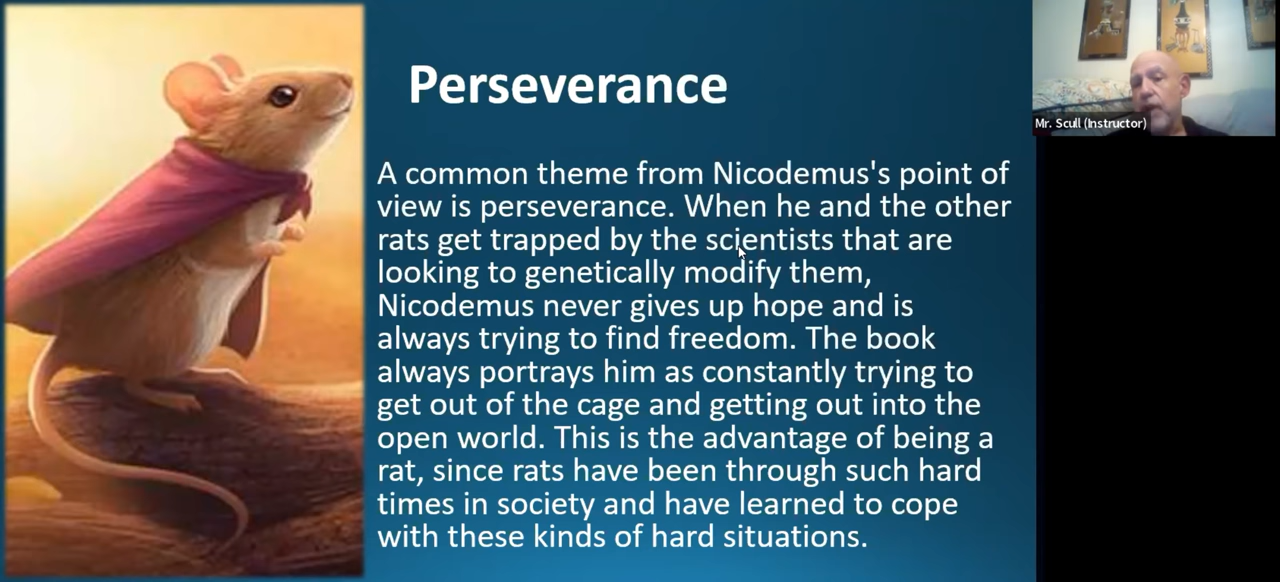 Perseverance
Mr. Scull (Instructor)
A common theme from Nicodemus's point of
view is perseverance. When he and the other
rats get trapped by the scientists that are
looking to genetically modify them,
Nicodemus never gives up hope and is
always trying to find freedom. The book
always portrays him as constantly trying to
get out of the cage and getting out into the
open world. This is the advantage of being a
rat, since rats have been through such hard
times in society and have learned to cope
with these kinds of hard situations.